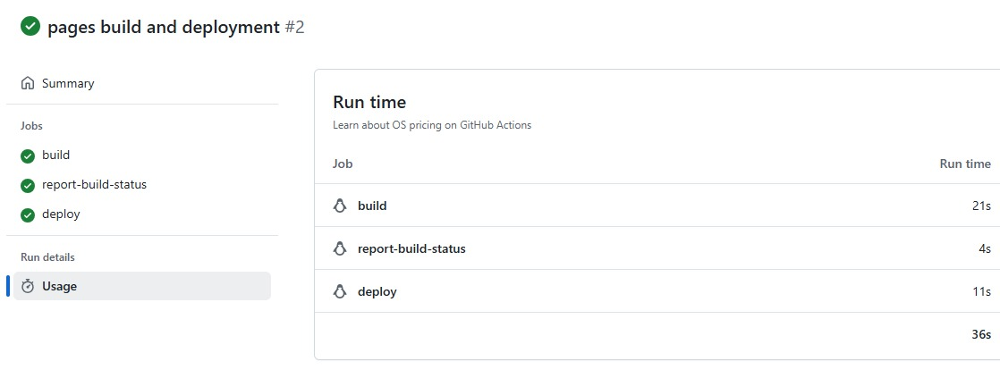 pages build and deployment #2
Summary
Jobs
build
report-build-status
deploy
Run details
Usage
Run time
Learn about OS pricing on GitHub Actions
Job Run time
build 21s
report-build-status 4s
deploy 11s
36s